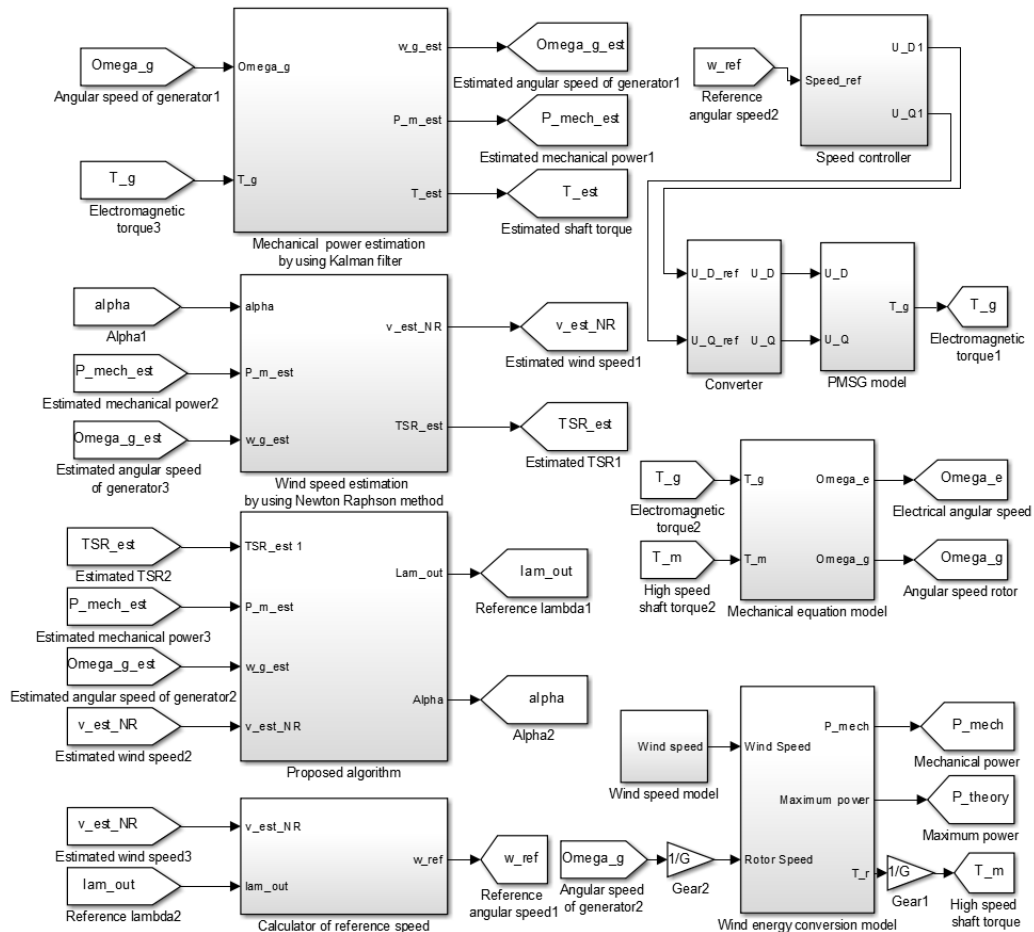 Omega_g
Angular speed of generator1
T_g
Electromagnetic
torque3
Omega_g
T_g
w_g_est
P_m_est
T_est
Mechanical power estimation
by using Kalman filter
Omega_g_est
Estimated angular speed of generator1
P_mech_est
Estimated mechanical power1
T_est
Estimated shaft torque
w_ref
Reference
angular speed2
Speed_ref
U_D1
U_Q1
Speed controller
U_D_ref
U_Q_ref
U_D
U_Q
Converter
U_D
U_Q
T_g
PMSG model
T_g
Electromagnetic
torque1
alpha
Alpha1
P_mech_est
Estimated mechanical power2
Omega_g_est
Estimated angular speed
of generator3
alpha
P_m_est
w_g_est
v_est_NR
TSR_est
Wind speed estimation
by using Newton Raphson method
v_est_NR
Estimated wind speed1
TSR_est
Estimated TSR1
T_g
Electromagnetic
torque2
T_m
High speed
shaft torque2
T_g
T_m
Omega_e
Omega_g
Mechanical equation model
Omega_e
Electrical angular speed
Omega_g
Angular speed rotor
TSR_est
Estimated TSR2
P_mech_est
Estimated mechanical power3
Omega_g_est
Estimated angular speed of generator2
v_est_NR
Estimated wind speed2
TSR_est 1
P_m_est
w_g_est
v_est_NR
Lam_out
Alpha
Proposed algorithm
lam_out
Reference lambda1
alpha
Alpha2
v_est_NR
Estimated wind speed3
lam_out
Reference lambda2
v_est_NR
lam_out
w_ref
Calculator of reference speed
w_ref
Reference
angular speed1
Wind speed
Wind speed model
Omega_g
Angular speed
of generator2
1/G
Gear2
Wind Speed
Rotor Speed
P_mech
Maximum power
T_r
Wind energy conversion model
1/G
Gear1
P_mech
Mechanical power
P_theory
Maximum power
T_m
High speed
shaft torque